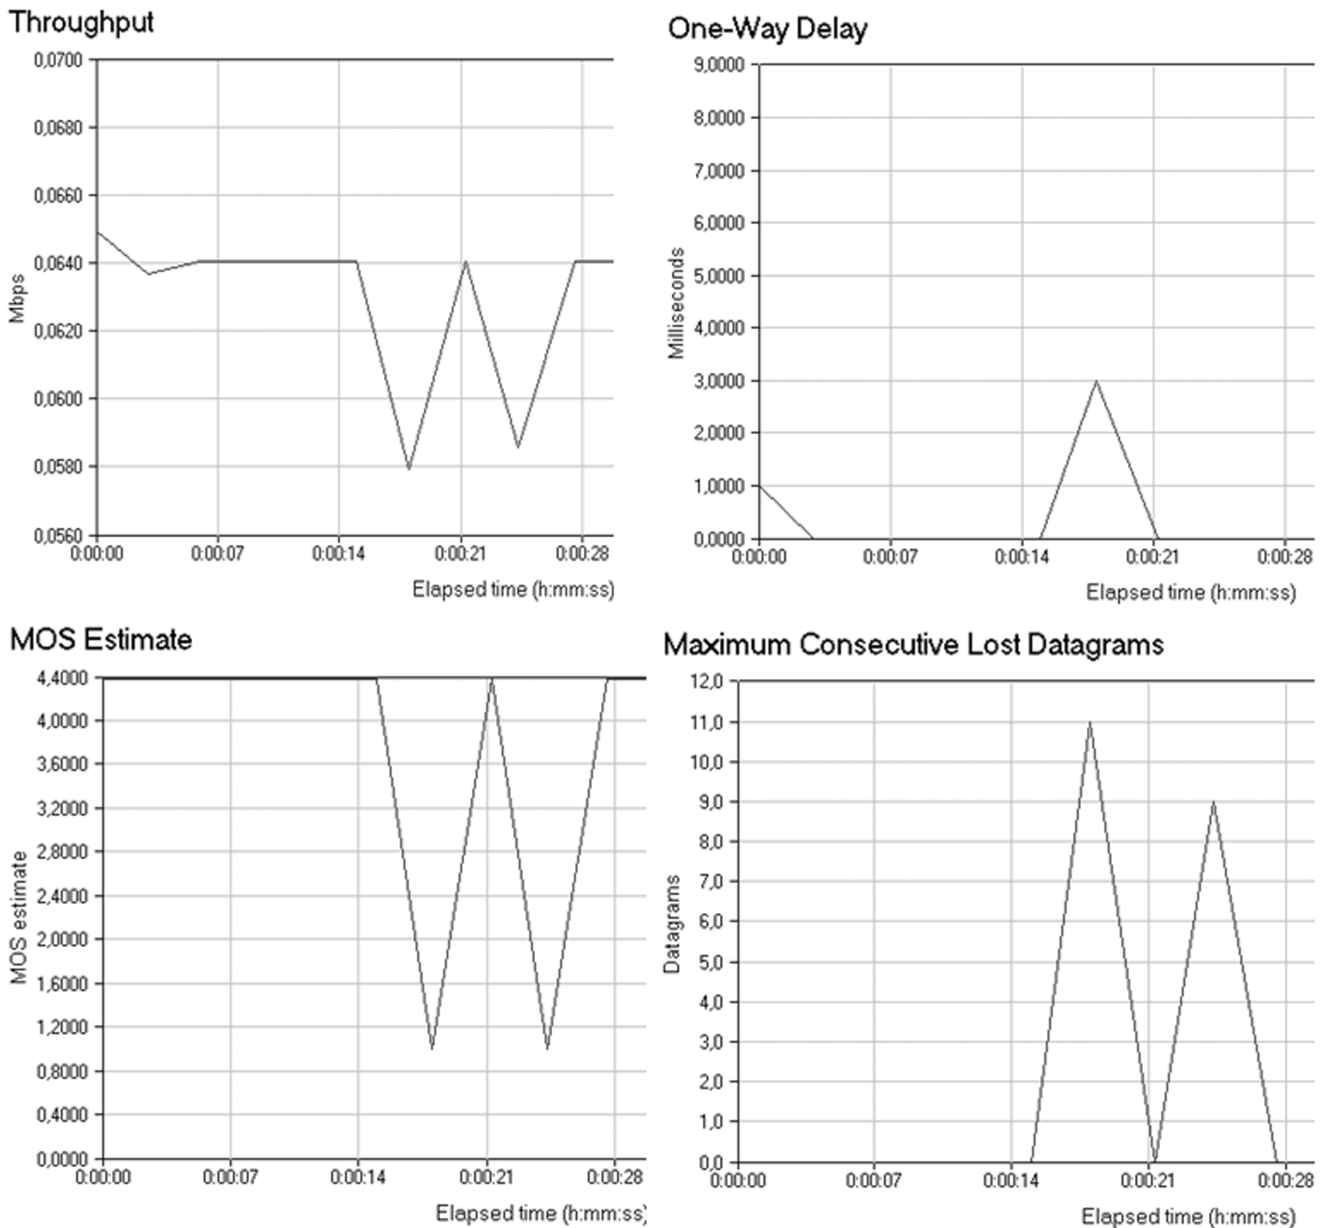 Throughput
0,0700
0,0680
0,0660
0,0640
0,0620
0,0600
0,0580
0,0560
Mbps
0:00:00 0:00:07 0:00:14 0:00:21 0:00:28
Elapsed time (h:mm:ss)
One-Way Delay
9,0000
8,0000
7,0000
6,0000
5,0000
4,0000
3,0000
2,0000
1,0000
0,0000
Milliseconds
0:00:00 0:00:07 0:00:14 0:00:21 0:00:28
Elapsed time (h:mm:ss)
MOS Estimate
4,4000
4,0000
3,6000
3,2000
2,8000
2,4000
2,0000
1,6000
1,2000
0,8000
0,4000
0,0000
MOS estimate
0:00:00 0:00:07 0:00:14 0:00:21 0:00:28
Elapsed time (h:mm:ss)
Maximum Consecutive Lost Datagrams
12,0
11,0
10,0
9,0
8,0
7,0
6,0
5,0
4,0
3,0
2,0
1,0
0,0
Datagrams
0:00:00 0:00:07 0:00:14 0:00:21 0:00:28
Elapsed time (h:mm:ss)